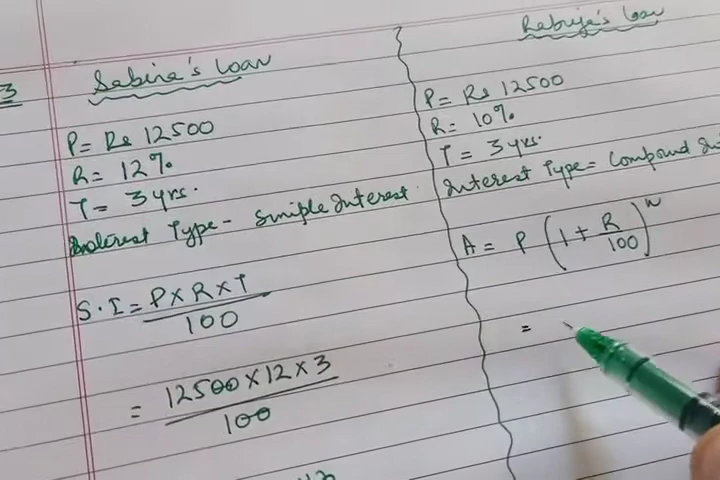 3
Sabina's loan
P = Rs 12500
R = 12%
T = 3 yrs.
Interest Type - Simple Interest
S.I = P × R × T
100
= 12500 × 12 × 3
100
loan
P = Rs 12500
R = 10%
T = 3 yrs.
Interest Type = Compound
A = P (1 + R/100)^n
=